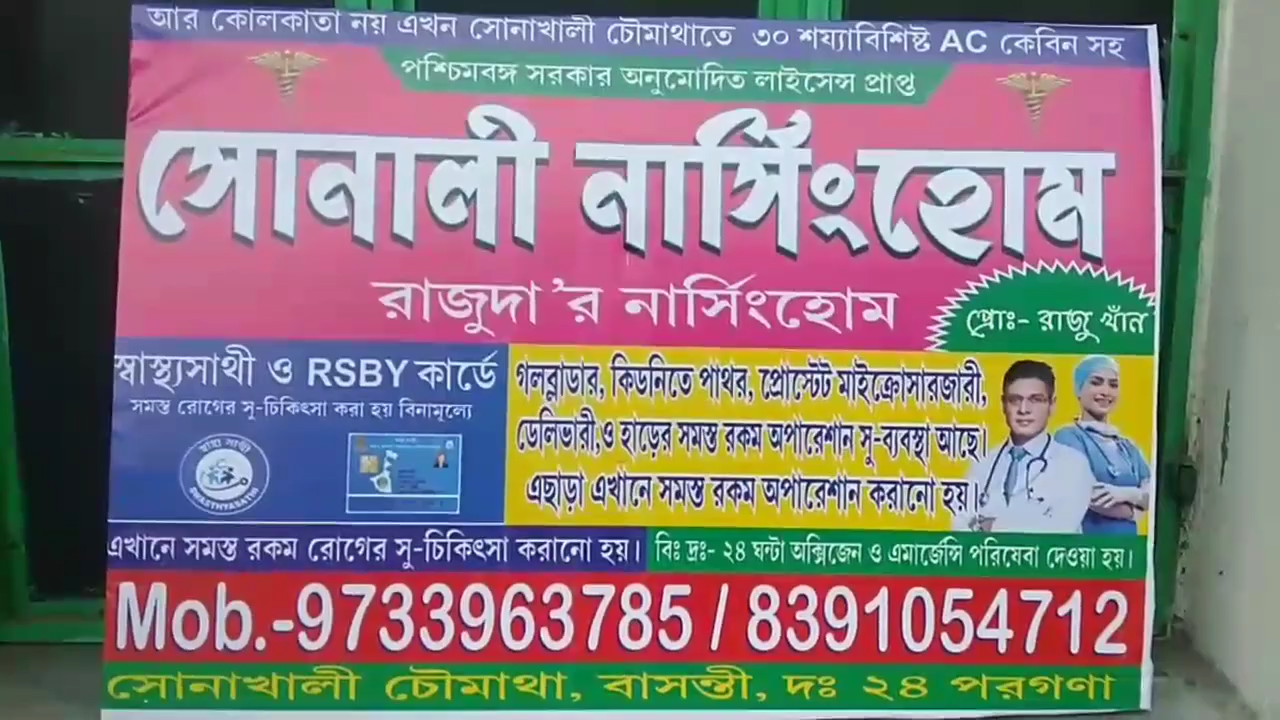 আর কোলকাতা নয় এখন সোনাখালী চৌমাথাতে ৩০ শয্যাবিশিষ্ট AC কেবিন সহ
পশ্চিমবঙ্গ সরকার অনুমোদিত লাইসেন্স প্রাপ্ত
সোনালী নার্সিংহোম
রাজুদা'র নার্সিংহোম
প্রোঃ- রাজু খাঁন
স্বাস্থ্যসাথী ও RSBY কার্ডে
সমস্ত রোগের সু-চিকিৎসা করা হয় বিনামূল্যে
SWASTHYASATHI
গলব্লাডার, কিডনিতে পাথর, প্রোস্টেট মাইক্রোসারজারী,
ডেলিভারী,ও হাড়ের সমস্ত রকম অপারেশান সু-ব্যবস্থা আছে।
এছাড়া এখানে সমস্ত রকম অপারেশান করানো হয়।
এখানে সমস্ত রকম রোগের সু-চিকিৎসা করানো হয়।
বিঃ দ্রঃ- ২৪ ঘন্টা অক্সিজেন ও এমার্জেন্সি পরিষেবা দেওয়া হয়।
Mob.-9733963785 / 8391054712
সোনাখালী চৌমাথা, বাসন্তী, দঃ ২৪ পরগণা